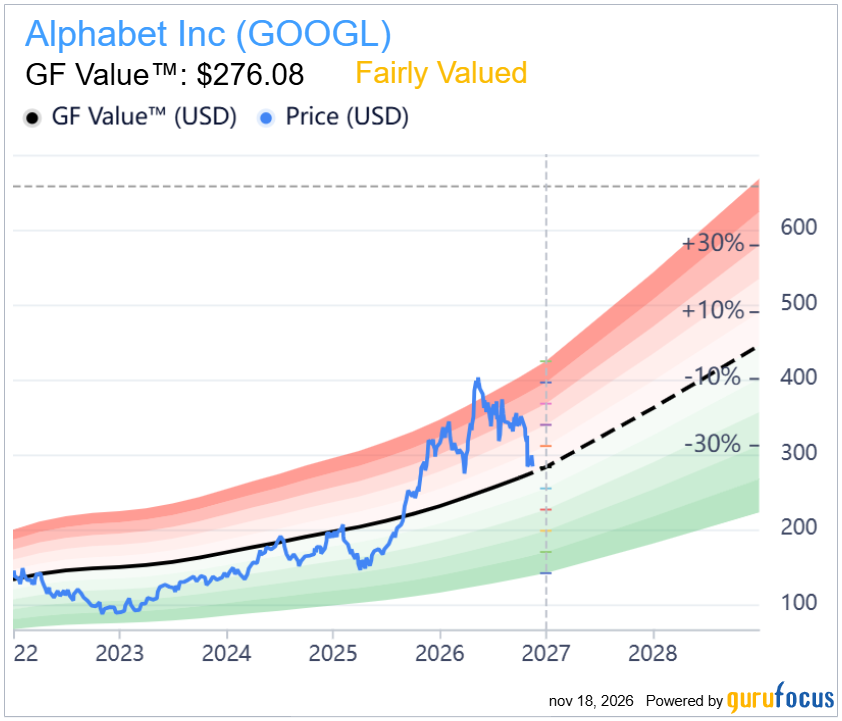 Alphabet Inc (GOOGL)
GF Value™: $276.08 Fairly Valued
GF Value™ (USD) Price (USD)
600
+30%
+10%
500
-10%
400
-30%
300
200
100
22 2023 2024 2025 2026 2027 2028
nov 18, 2026 Powered by gurufocus